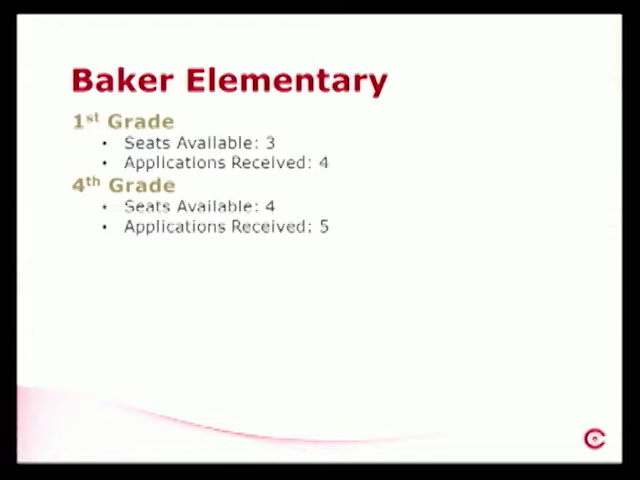 Baker Elementary
1st Grade
• Seats Available: 3
• Applications Received: 4
4th Grade
• Seats Available: 4
• Applications Received: 5